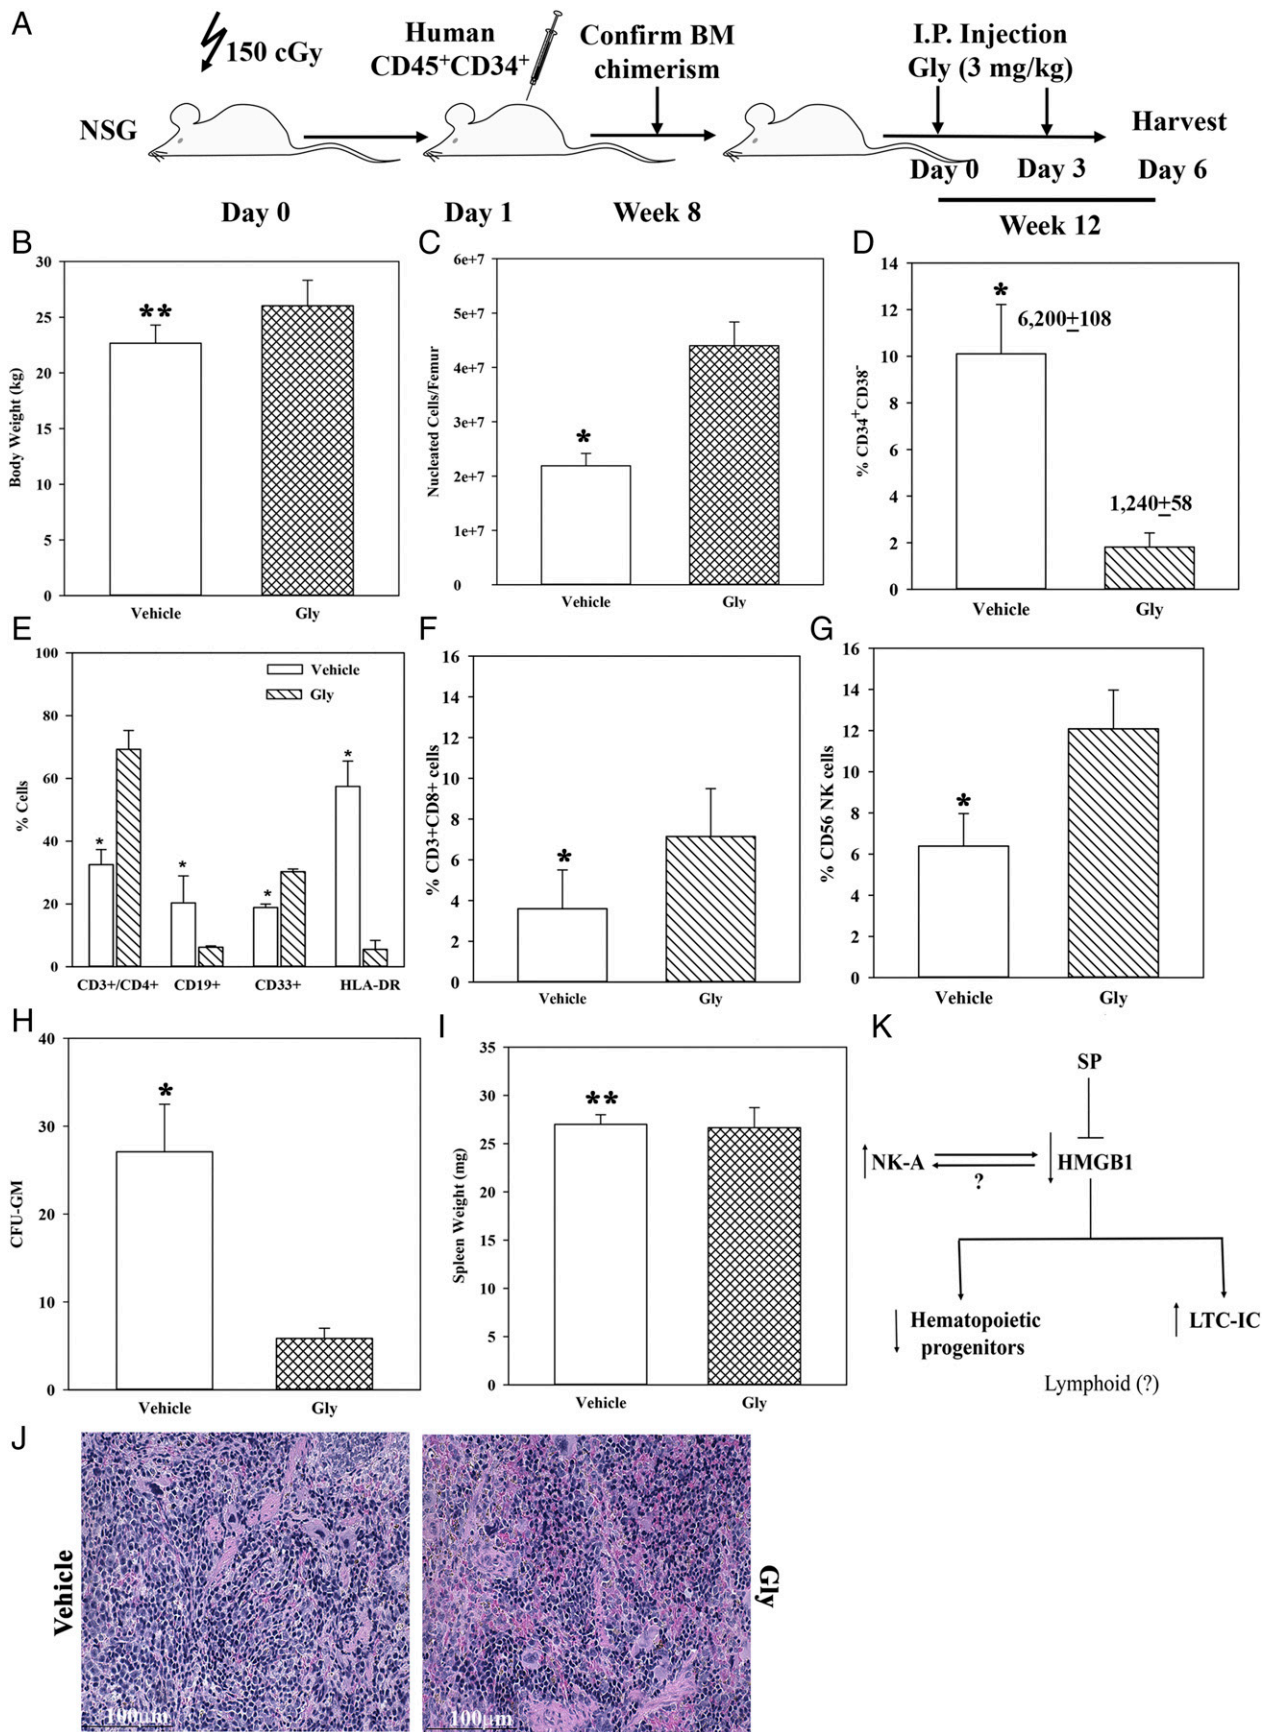 A
150 cGy
Human
CD45+CD34+
Confirm BM
chimerism
I.P. Injection
Gly (3 mg/kg)
NSG
Harvest
Day 0
Day 3
Day 6
Day 0
Day 1
Week 8
Week 12
B
30
25
20
15
10
5
0
Body Weight (kg)
**
Vehicle
Gly
C
6e+7
5e+7
4e+7
3e+7
2e+7
1e+7
0
Nucleated Cells/Femur
*
Vehicle
Gly
D
14
12
10
8
6
4
2
0
% CD34+CD38-
*
6,200±108
1,240±58
Vehicle
Gly
E
100
80
60
40
20
0
% Cells
Vehicle
Gly
*
*
*
*
CD3+/CD4+
CD19+
CD33+
HLA-DR
F
16
14
12
10
8
6
4
2
0
% CD3+CD8+ cells
*
Vehicle
Gly
G
16
14
12
10
8
6
4
2
0
% CD56 NK cells
*
Vehicle
Gly
H
40
30
20
10
0
CFU-GM
*
Vehicle
Gly
I
35
30
25
20
15
10
5
0
Spleen Weight (mg)
**
Vehicle
Gly
K
SP
NK-A
HMGB1
?
Hematopoietic
progenitors
LTC-IC
Lymphoid (?)
J
Vehicle
100μm
100μm
Gly